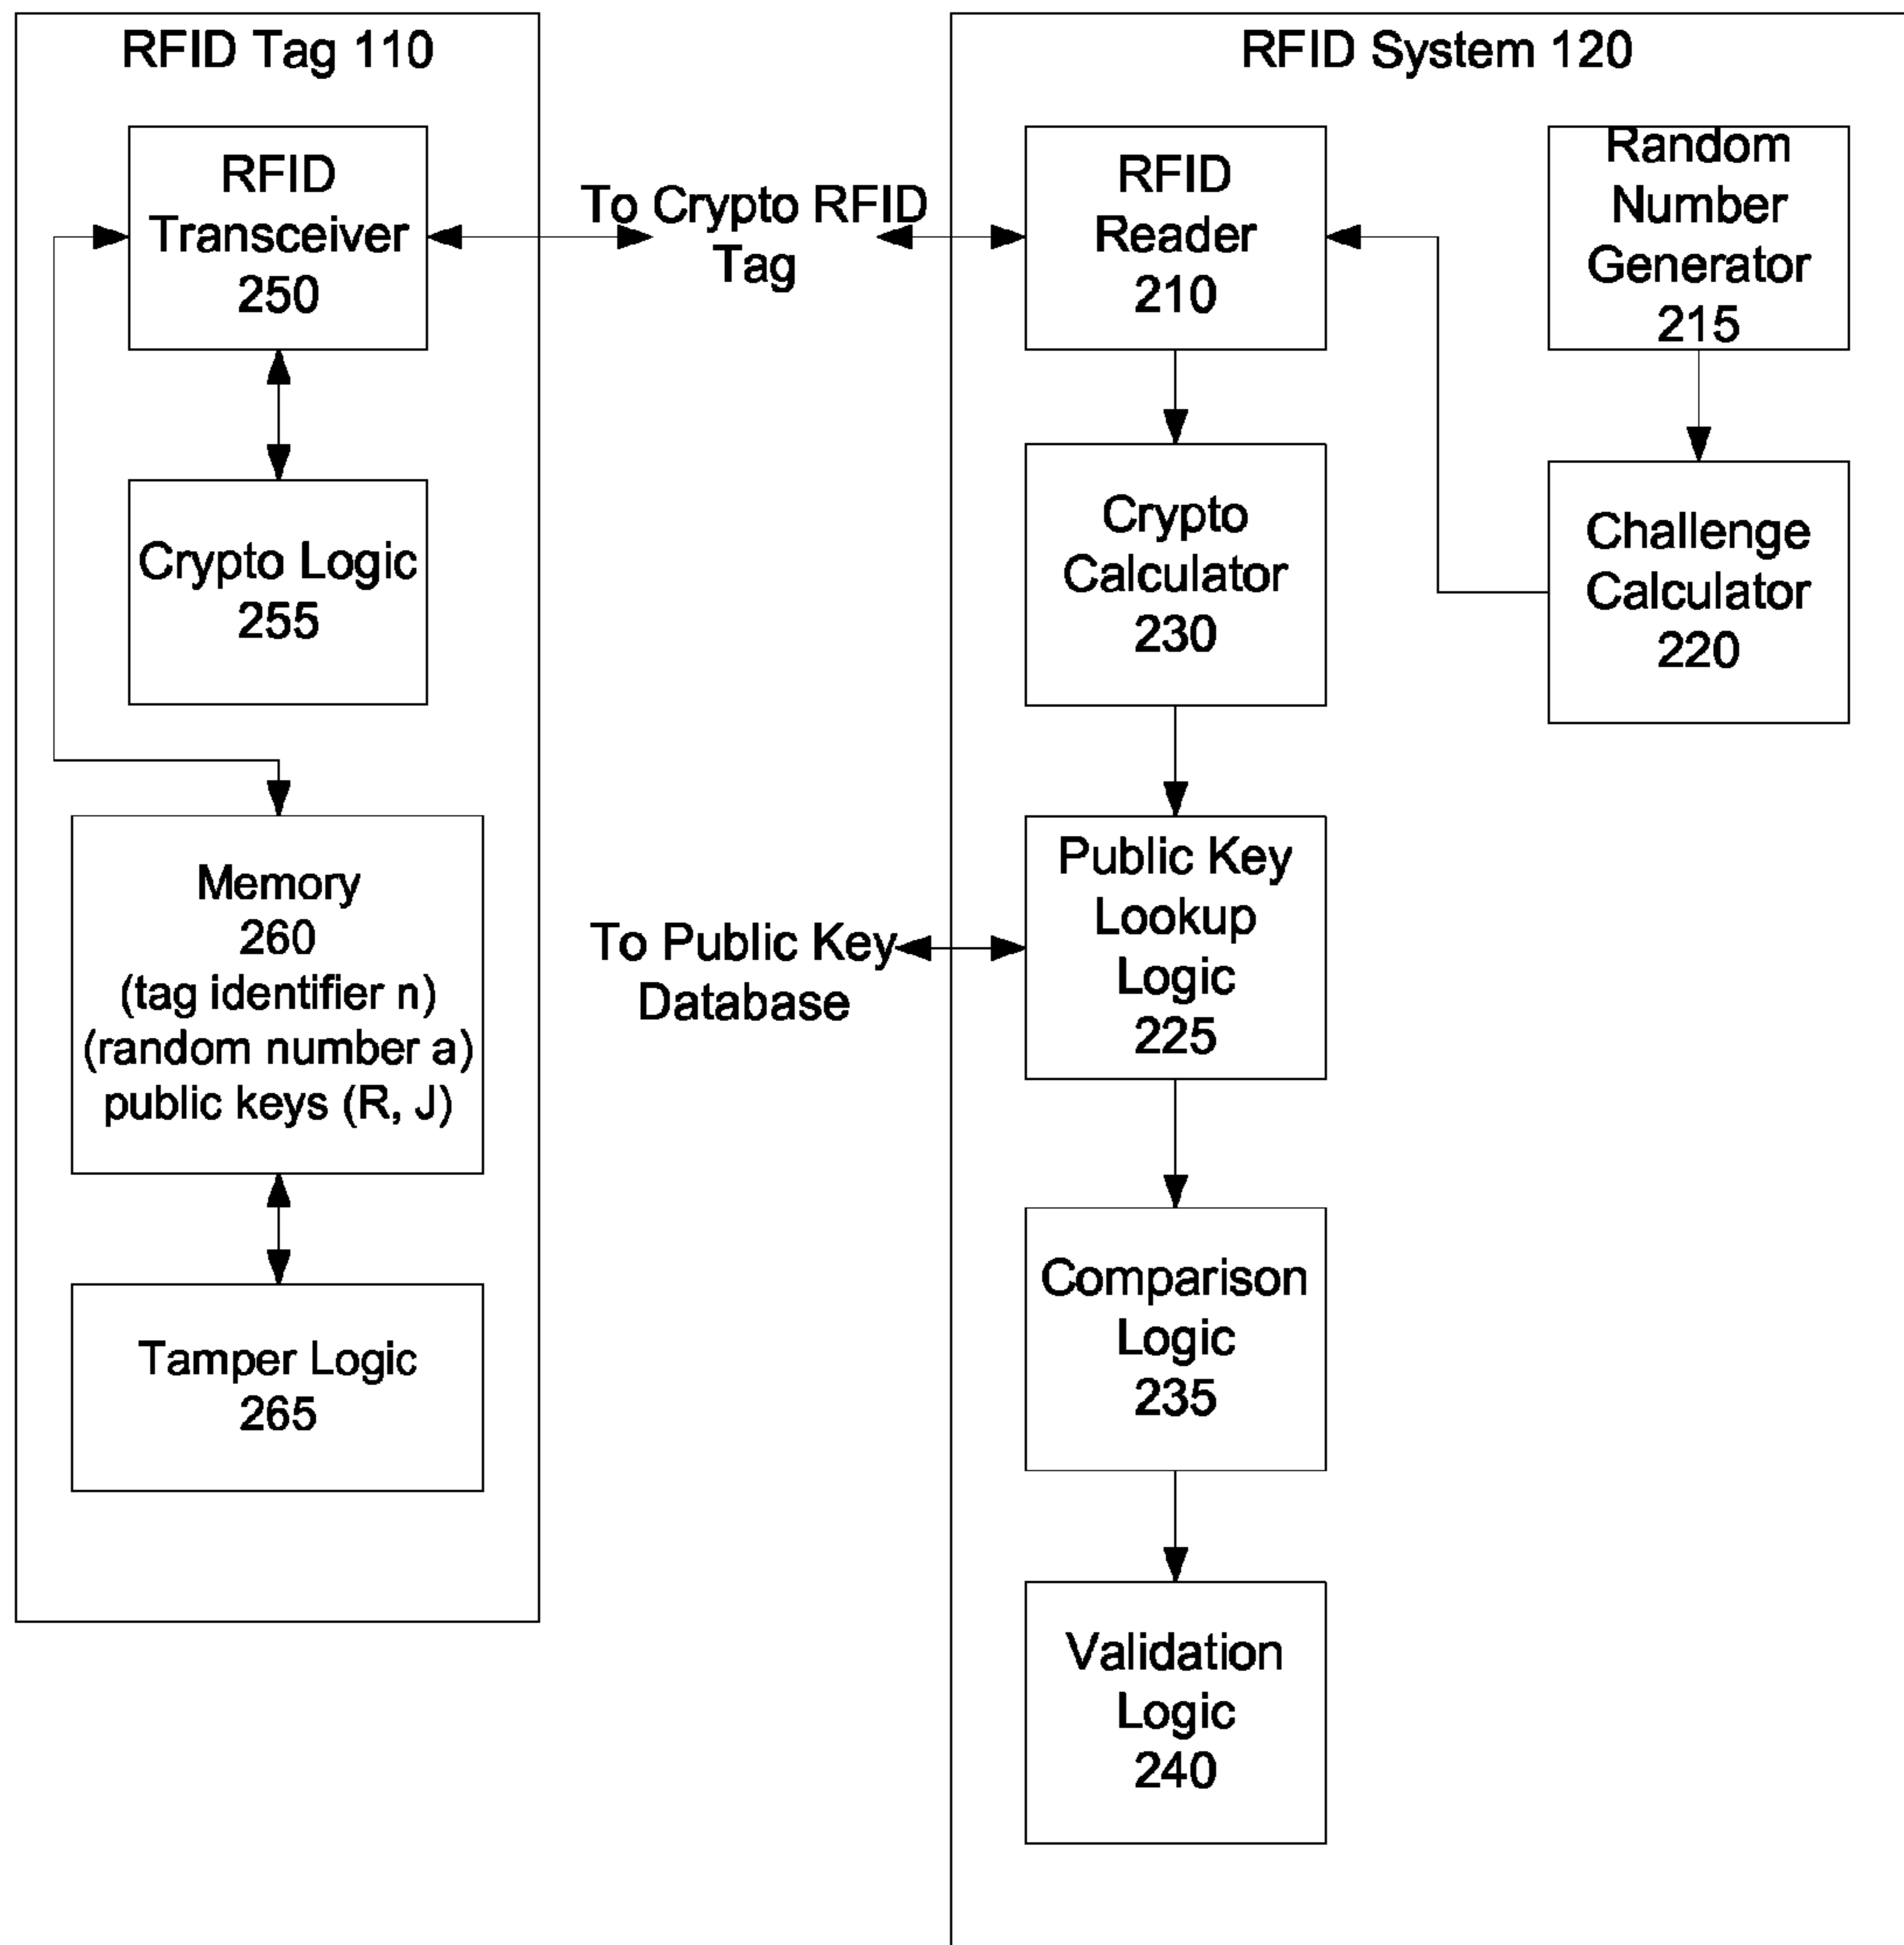 RFID Tag 110
RFID
Transceiver
250
Crypto Logic
255
Memory
260
(tag identifier n)
(random number a)
public keys (R, J)
Tamper Logic
265
To Crypto RFID
Tag
To Public Key
Database
RFID System 120
RFID
Reader
210
Crypto
Calculator
230
Public Key
Lookup
Logic
225
Comparison
Logic
235
Validation
Logic
240
Random
Number
Generator
215
Challenge
Calculator
220